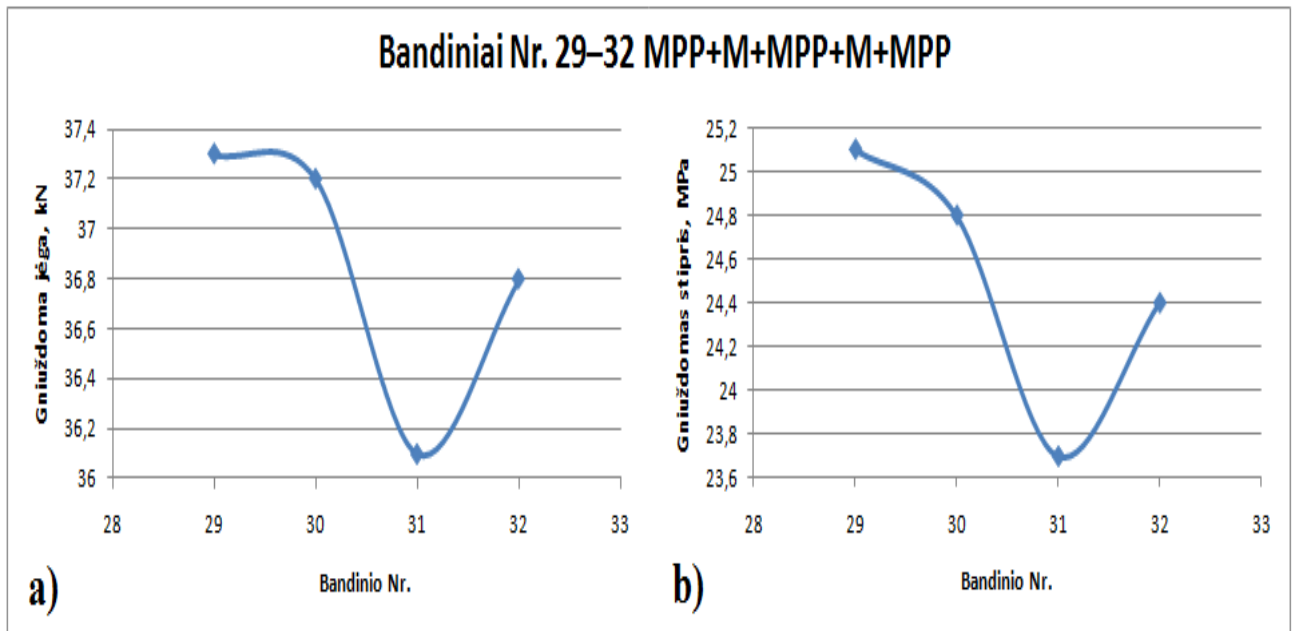 Bandiniai Nr. 29–32 MPP+M+MPP+M+MPP
Gniuždoma jėga, kN
37,4
37,2
37
36,8
36,6
36,4
36,2
36
28 29 30 31 32 33
Bandinio Nr.
a)
Gniuždomas stipris, MPa
25,2
25
24,8
24,6
24,4
24,2
24
23,8
23,6
28 29 30 31 32 33
Bandinio Nr.
b)